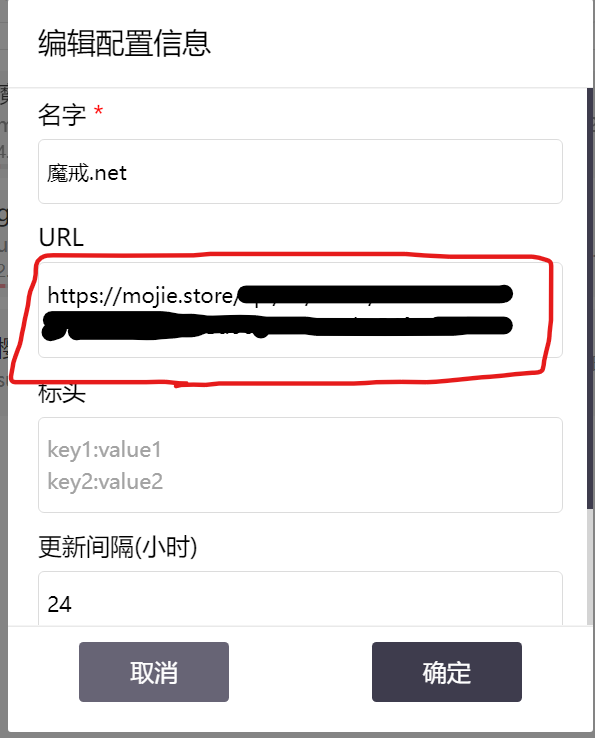 编辑配置信息
名字 *
魔戒.net
URL
https://mojie.store/
标头
key1:value1
key2:value2
更新间隔(小时)
24
取消
确定